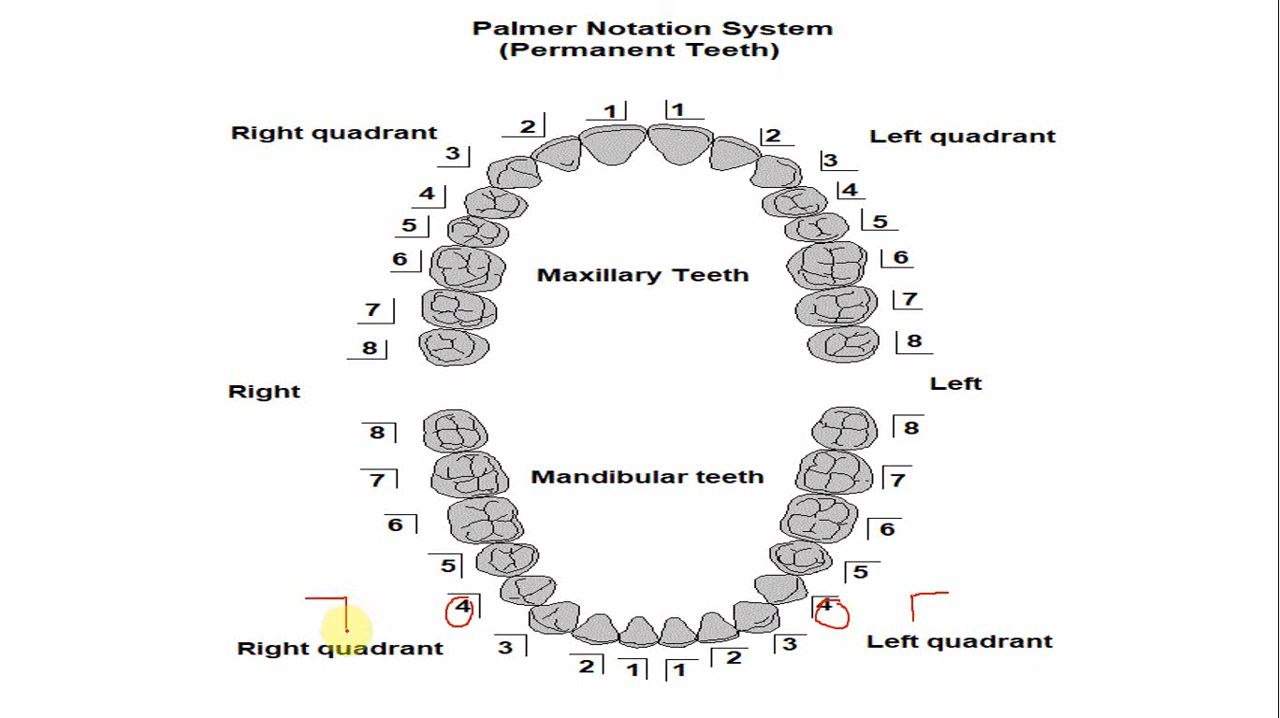 Palmer Notation System
(Permanent Teeth)
1 1
2 2
Right quadrant Left quadrant
3 3
4 4
5 5
6 6
Maxillary Teeth
7 7
8 8
Right Left
8 8
7 7
Mandibular teeth
6 6
5 5
4 4
Right quadrant Left quadrant
3 3
2 2
1 1